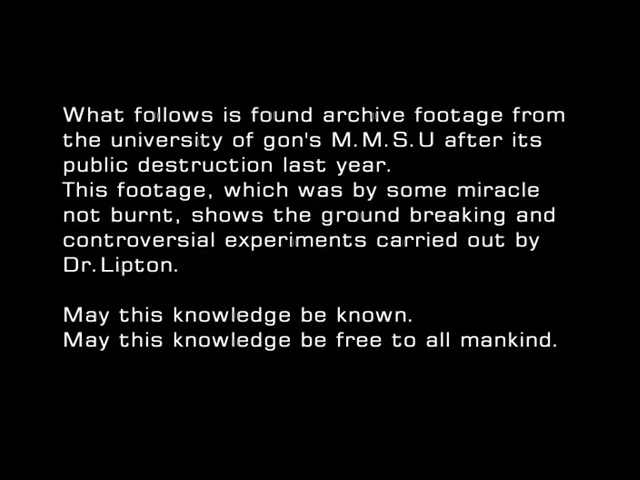 What follows is found archive footage from
the university of gon's M.M.S.U after its
public destruction last year.
This footage, which was by some miracle
not burnt, shows the ground breaking and
controversial experiments carried out by
Dr.Lipton.
May this knowledge be known.
May this knowledge be free to all mankind.